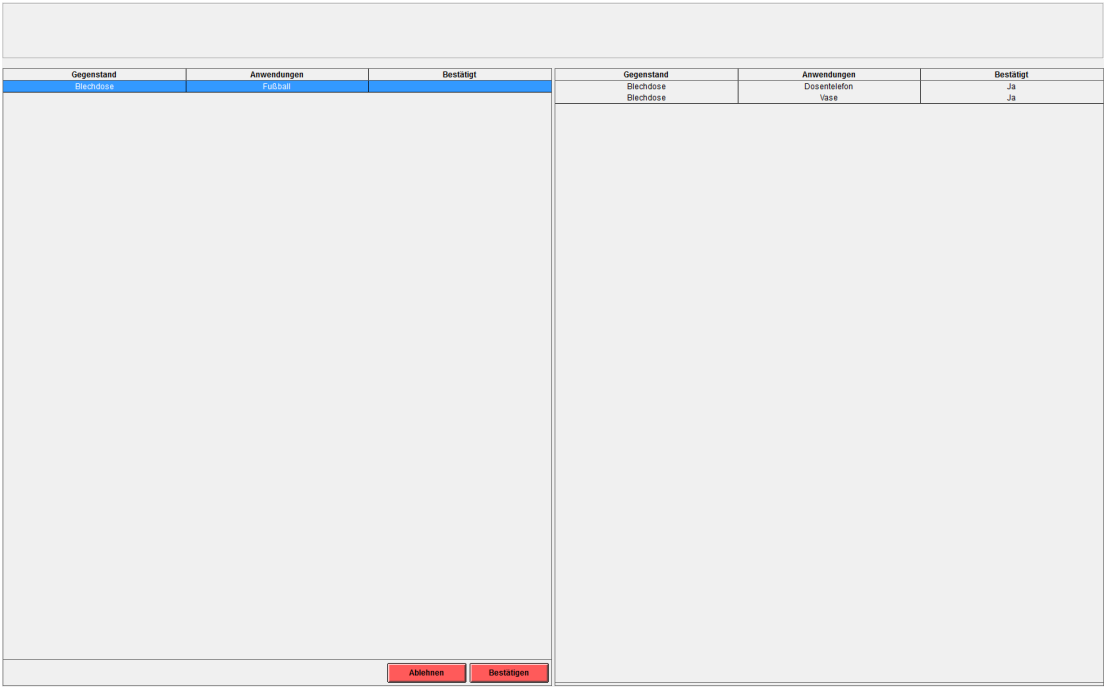 Gegenstand Anwendungen Bestätigt
Blechdose Fußball
Ablehnen Bestätigen
Gegenstand Anwendungen Bestätigt
Blechdose Dosentelefon Ja
Blechdose Vase Ja